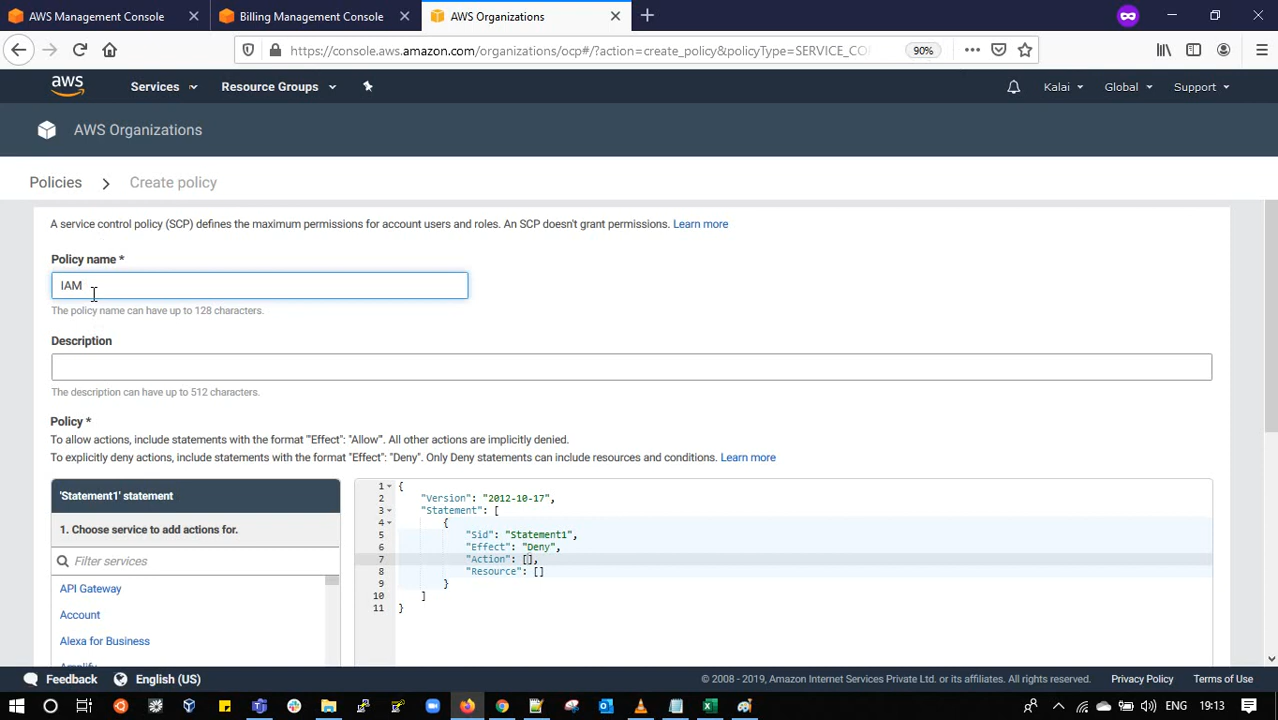 AWS Management Console
Billing Management Console
AWS Organizations
https://console.aws.amazon.com/organizations/ocp#/?action=create_policy&policyType=SERVICE_CO
90%
aws
Services
Resource Groups
Kalai
Global
Support
AWS Organizations
Policies
Create policy
A service control policy (SCP) defines the maximum permissions for account users and roles. An SCP doesn't grant permissions. Learn more
Policy name *
IAM
The policy name can have up to 128 characters.
Description
The description can have up to 512 characters.
Policy *
To allow actions, include statements with the format '"Effect": "Allow"'. All other actions are implicitly denied.
To explicitly deny actions, include statements with the format "Effect": "Deny". Only Deny statements can include resources and conditions. Learn more
'Statement1' statement
1. Choose service to add actions for.
Filter services
API Gateway
Account
Alexa for Business
Amplify
1 {
2 "Version": "2012-10-17",
3 "Statement": [
4 {
5 "Sid": "Statement1",
6 "Effect": "Deny",
7 "Action": [],
8 "Resource": []
9 }
10 ]
11 }
Feedback
English (US)
© 2008 - 2019, Amazon Internet Services Private Ltd. or its affiliates. All rights reserved.
Privacy Policy
Terms of Use
ENG
19:13